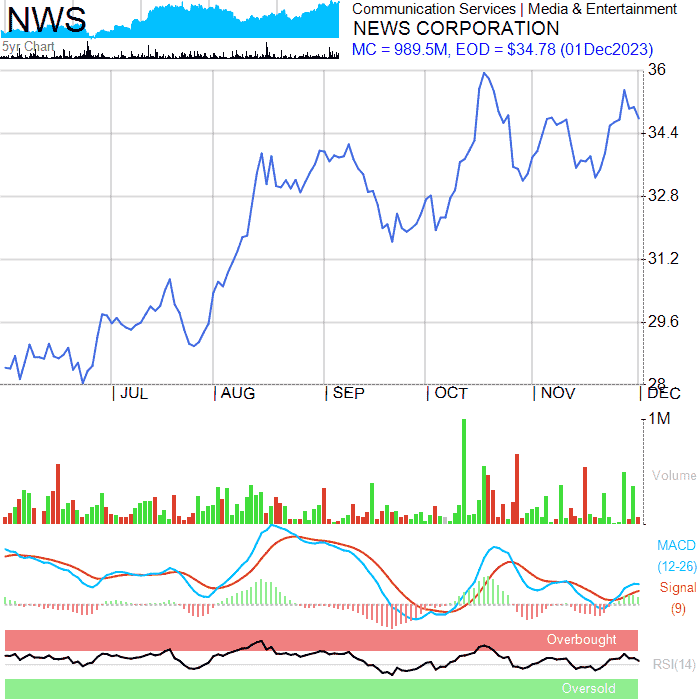 NWS
5yr Chart
Communication Services | Media & Entertainment
NEWS CORPORATION
MC = 989.5M, EOD = $34.78 (01Dec2023)
36
34.4
32.8
31.2
29.6
28
| JUL | AUG | SEP | OCT | NOV | DEC
1M
Volume
MACD
(12-26)
Signal
(9)
Overbought
RSI(14)
Oversold